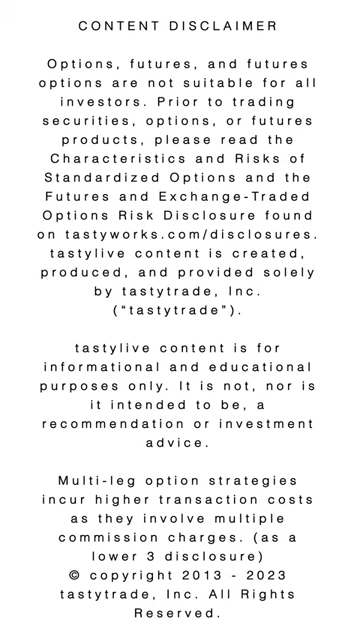 CONTENT DISCLAIMER
Options, futures, and futures
options are not suitable for all
investors. Prior to trading
securities, options, or futures
products, please read the
Characteristics and Risks of
Standardized Options and the
Futures and Exchange-Traded
Options Risk Disclosure found
on tastyworks.com/disclosures.
tastylive content is created,
produced, and provided solely
by tastytrade, Inc.
(“tastytrade”).
tastylive content is for
informational and educational
purposes only. It is not, nor is
it intended to be, a
recommendation or investment
advice.
Multi-leg option strategies
incur higher transaction costs
as they involve multiple
commission charges. (as a
lower 3 disclosure)
© copyright 2013 - 2023
tastytrade, Inc. All Rights
Reserved.